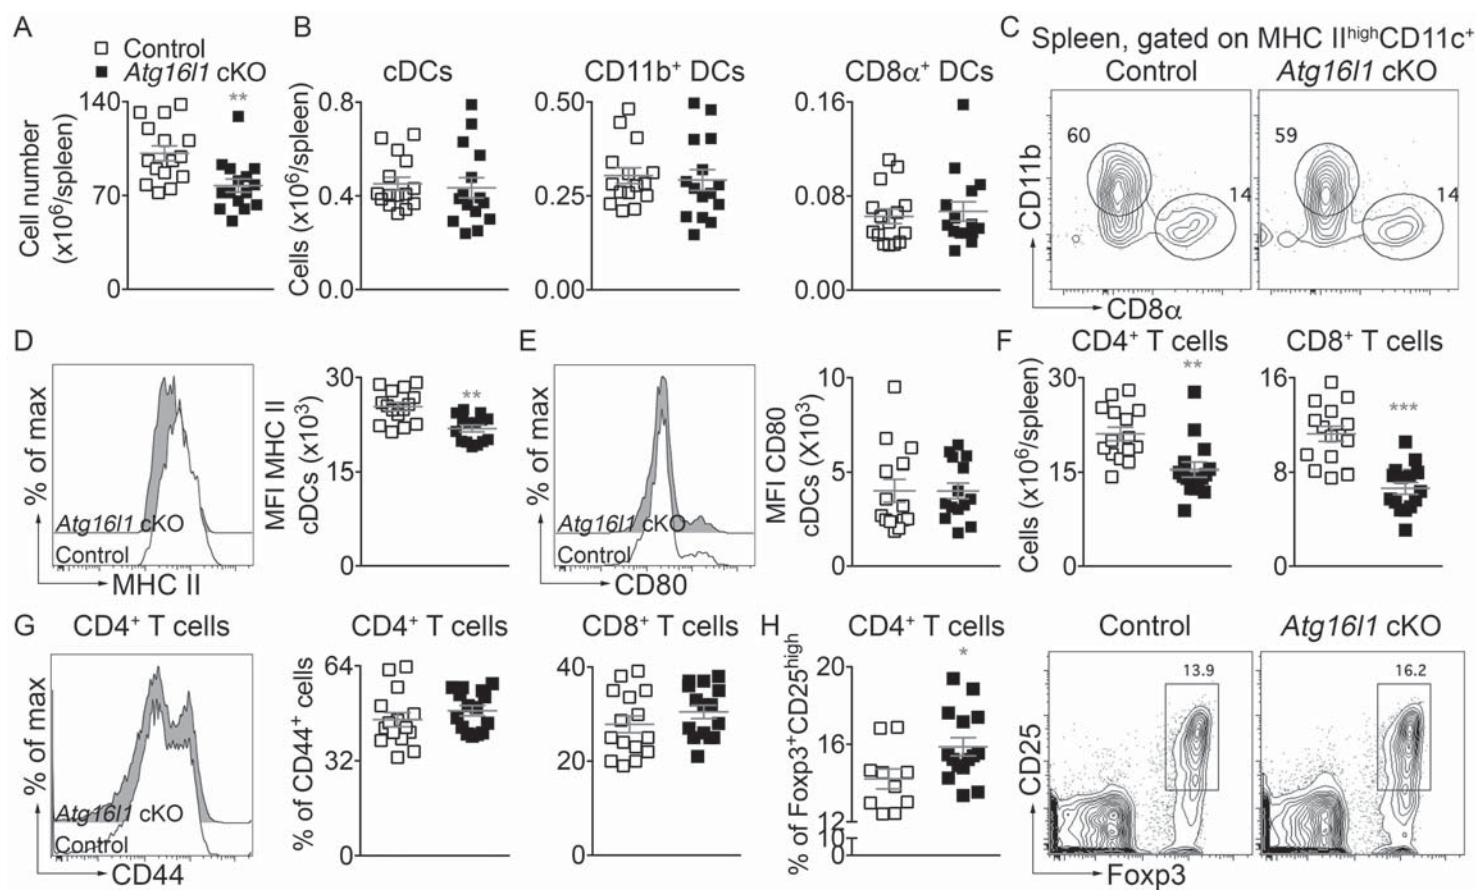 A
□ Control
■ Atg16l1 cKO
Cell number
(x10⁶/spleen)
140
70
0
**
B
cDCs
CD11b⁺ DCs
CD8α⁺ DCs
Cells (x10⁶/spleen)
0.8
0.4
0.0
0.50
0.25
0.00
0.16
0.08
0.00
C
Spleen, gated on MHC IIʰⁱᵍʰCD11c⁺
Control
Atg16l1 cKO
60
14
59
14
CD11b
CD8α
D
% of max
Atg16l1 cKO
Control
MHC II
MFI MHC II
cDCs (x10³)
30
15
0
**
E
% of max
Atg16l1 cKO
Control
CD80
MFI CD80
cDCs (X10³)
10
5
0
F
CD4⁺ T cells
CD8⁺ T cells
Cells (x10⁶/spleen)
30
15
0
**
16
8
0
***
G
CD4⁺ T cells
% of max
Atg16l1 cKO
Control
CD44
CD4⁺ T cells
CD8⁺ T cells
% of CD44⁺ cells
64
32
0
40
20
0
H
CD4⁺ T cells
% of Foxp3⁺CD25ʰⁱᵍʰ
20
16
12
10
0
*
Control
Atg16l1 cKO
13.9
16.2
CD25
Foxp3